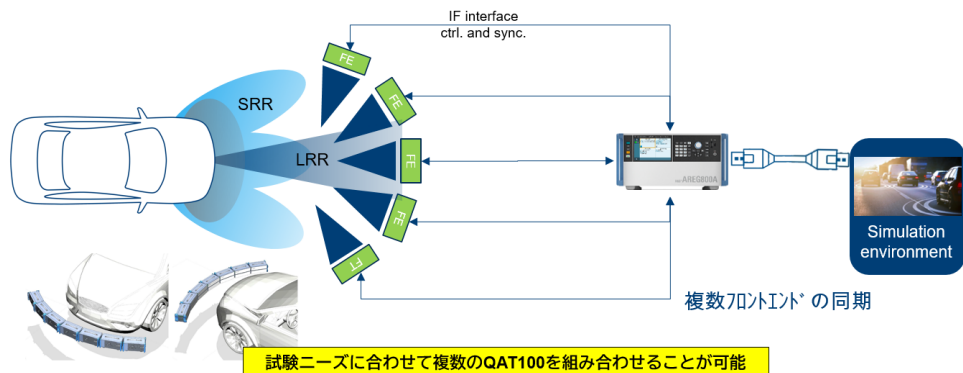 IF interface
ctrl. and sync.
FE
FE
SRR
LRR
FE
FE
FT
AREG800A
Simulation
environment
複数フロントエンドの同期
試験ニーズに合わせて複数のQAT100を組み合わせることが可能